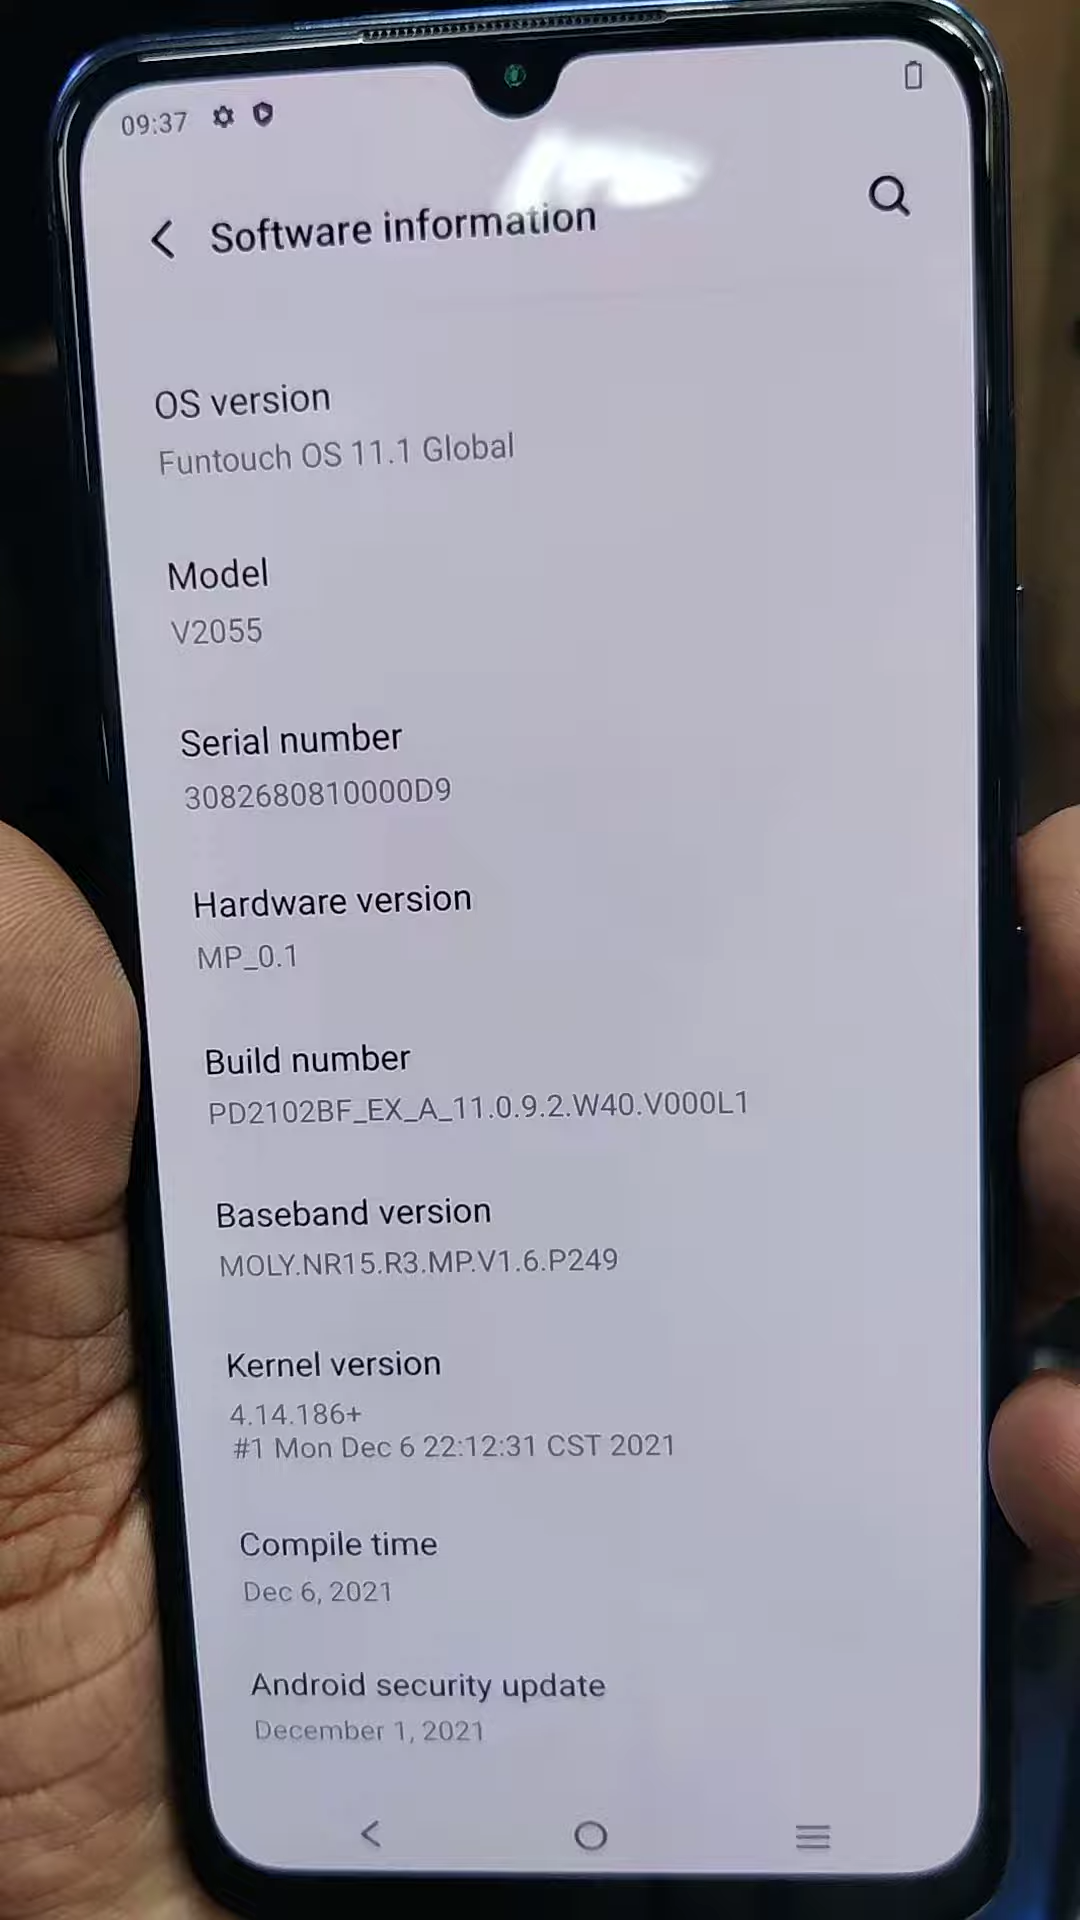 09:37
Software information
OS version
Funtouch OS 11.1 Global
Model
V2055
Serial number
3082680810000D9
Hardware version
MP_0.1
Build number
PD2102BF_EX_A_11.0.9.2.W40.V000L1
Baseband version
MOLY.NR15.R3.MP.V1.6.P249
Kernel version
4.14.186+
#1 Mon Dec 6 22:12:31 CST 2021
Compile time
Dec 6, 2021
Android security update
December 1, 2021